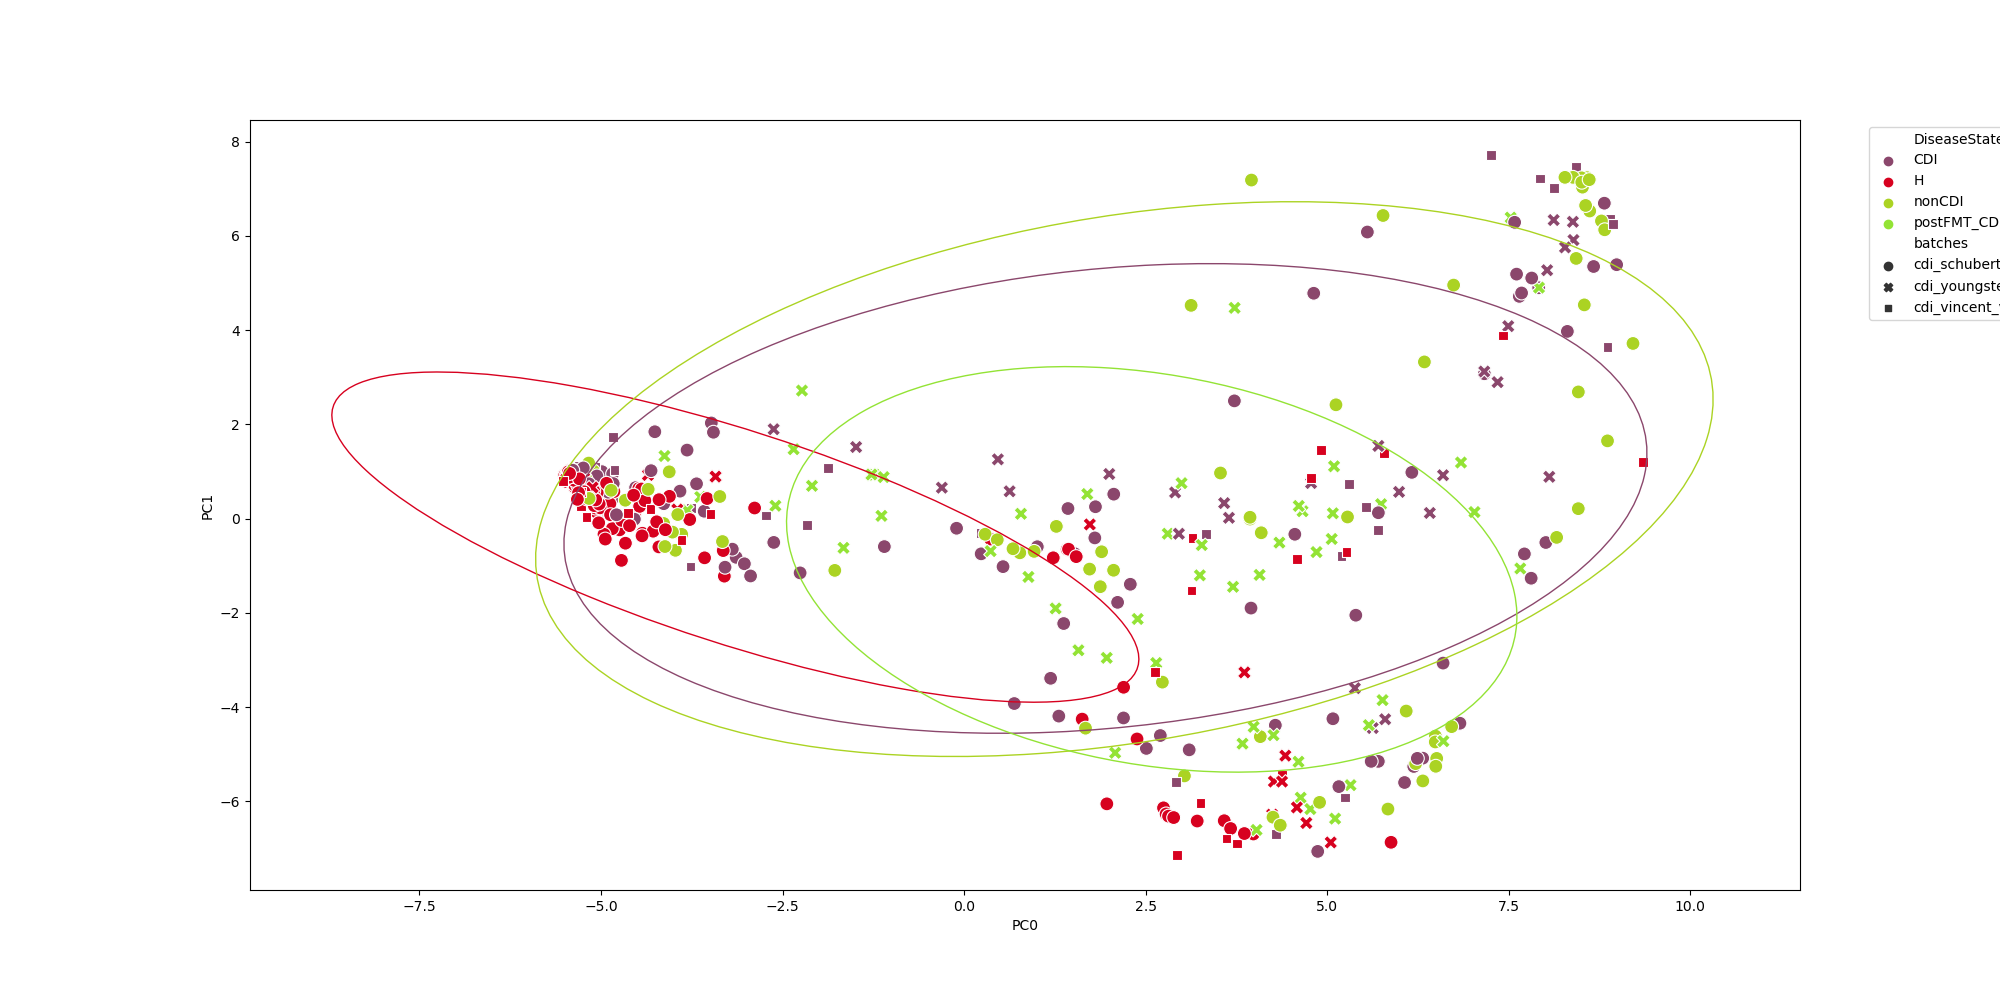 DiseaseState
CDI
H
nonCDI
postFMT_CD
batches
cdi_schubert
cdi_youngste
cdi_vincent_
8
6
4
2
0
−2
−4
−6
PC1
−7.5
−5.0
−2.5
0.0
2.5
5.0
7.5
10.0
PC0